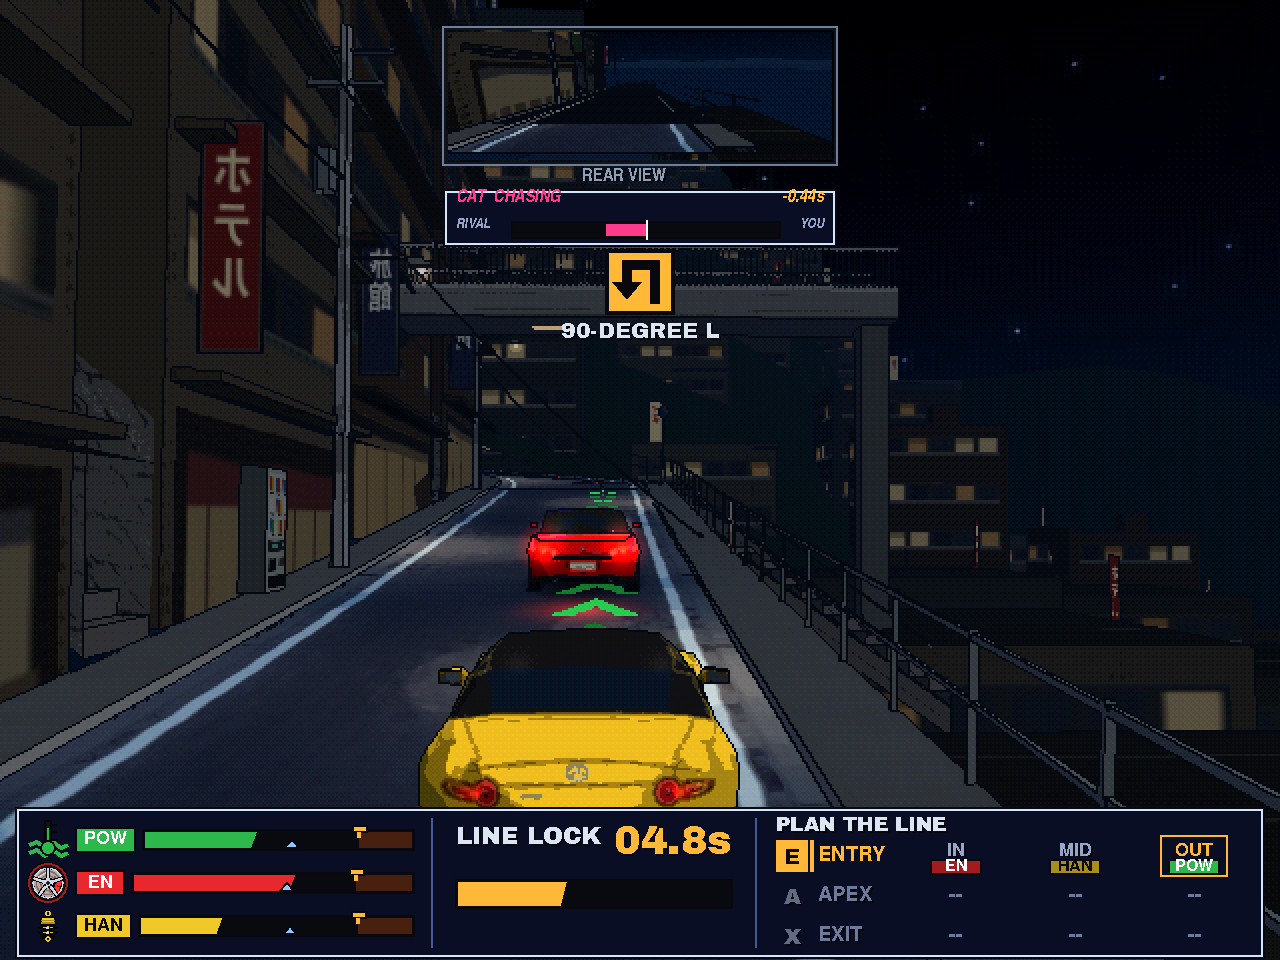 REAR VIEW
CAT CHASING -0.44s
RIVAL YOU
90-DEGREE L
ホテル
旅館
POW
EN
HAN
LINE LOCK 04.8s
PLAN THE LINE
E ENTRY IN EN MID HAN OUT POW
A APEX -- -- --
X EXIT -- -- --